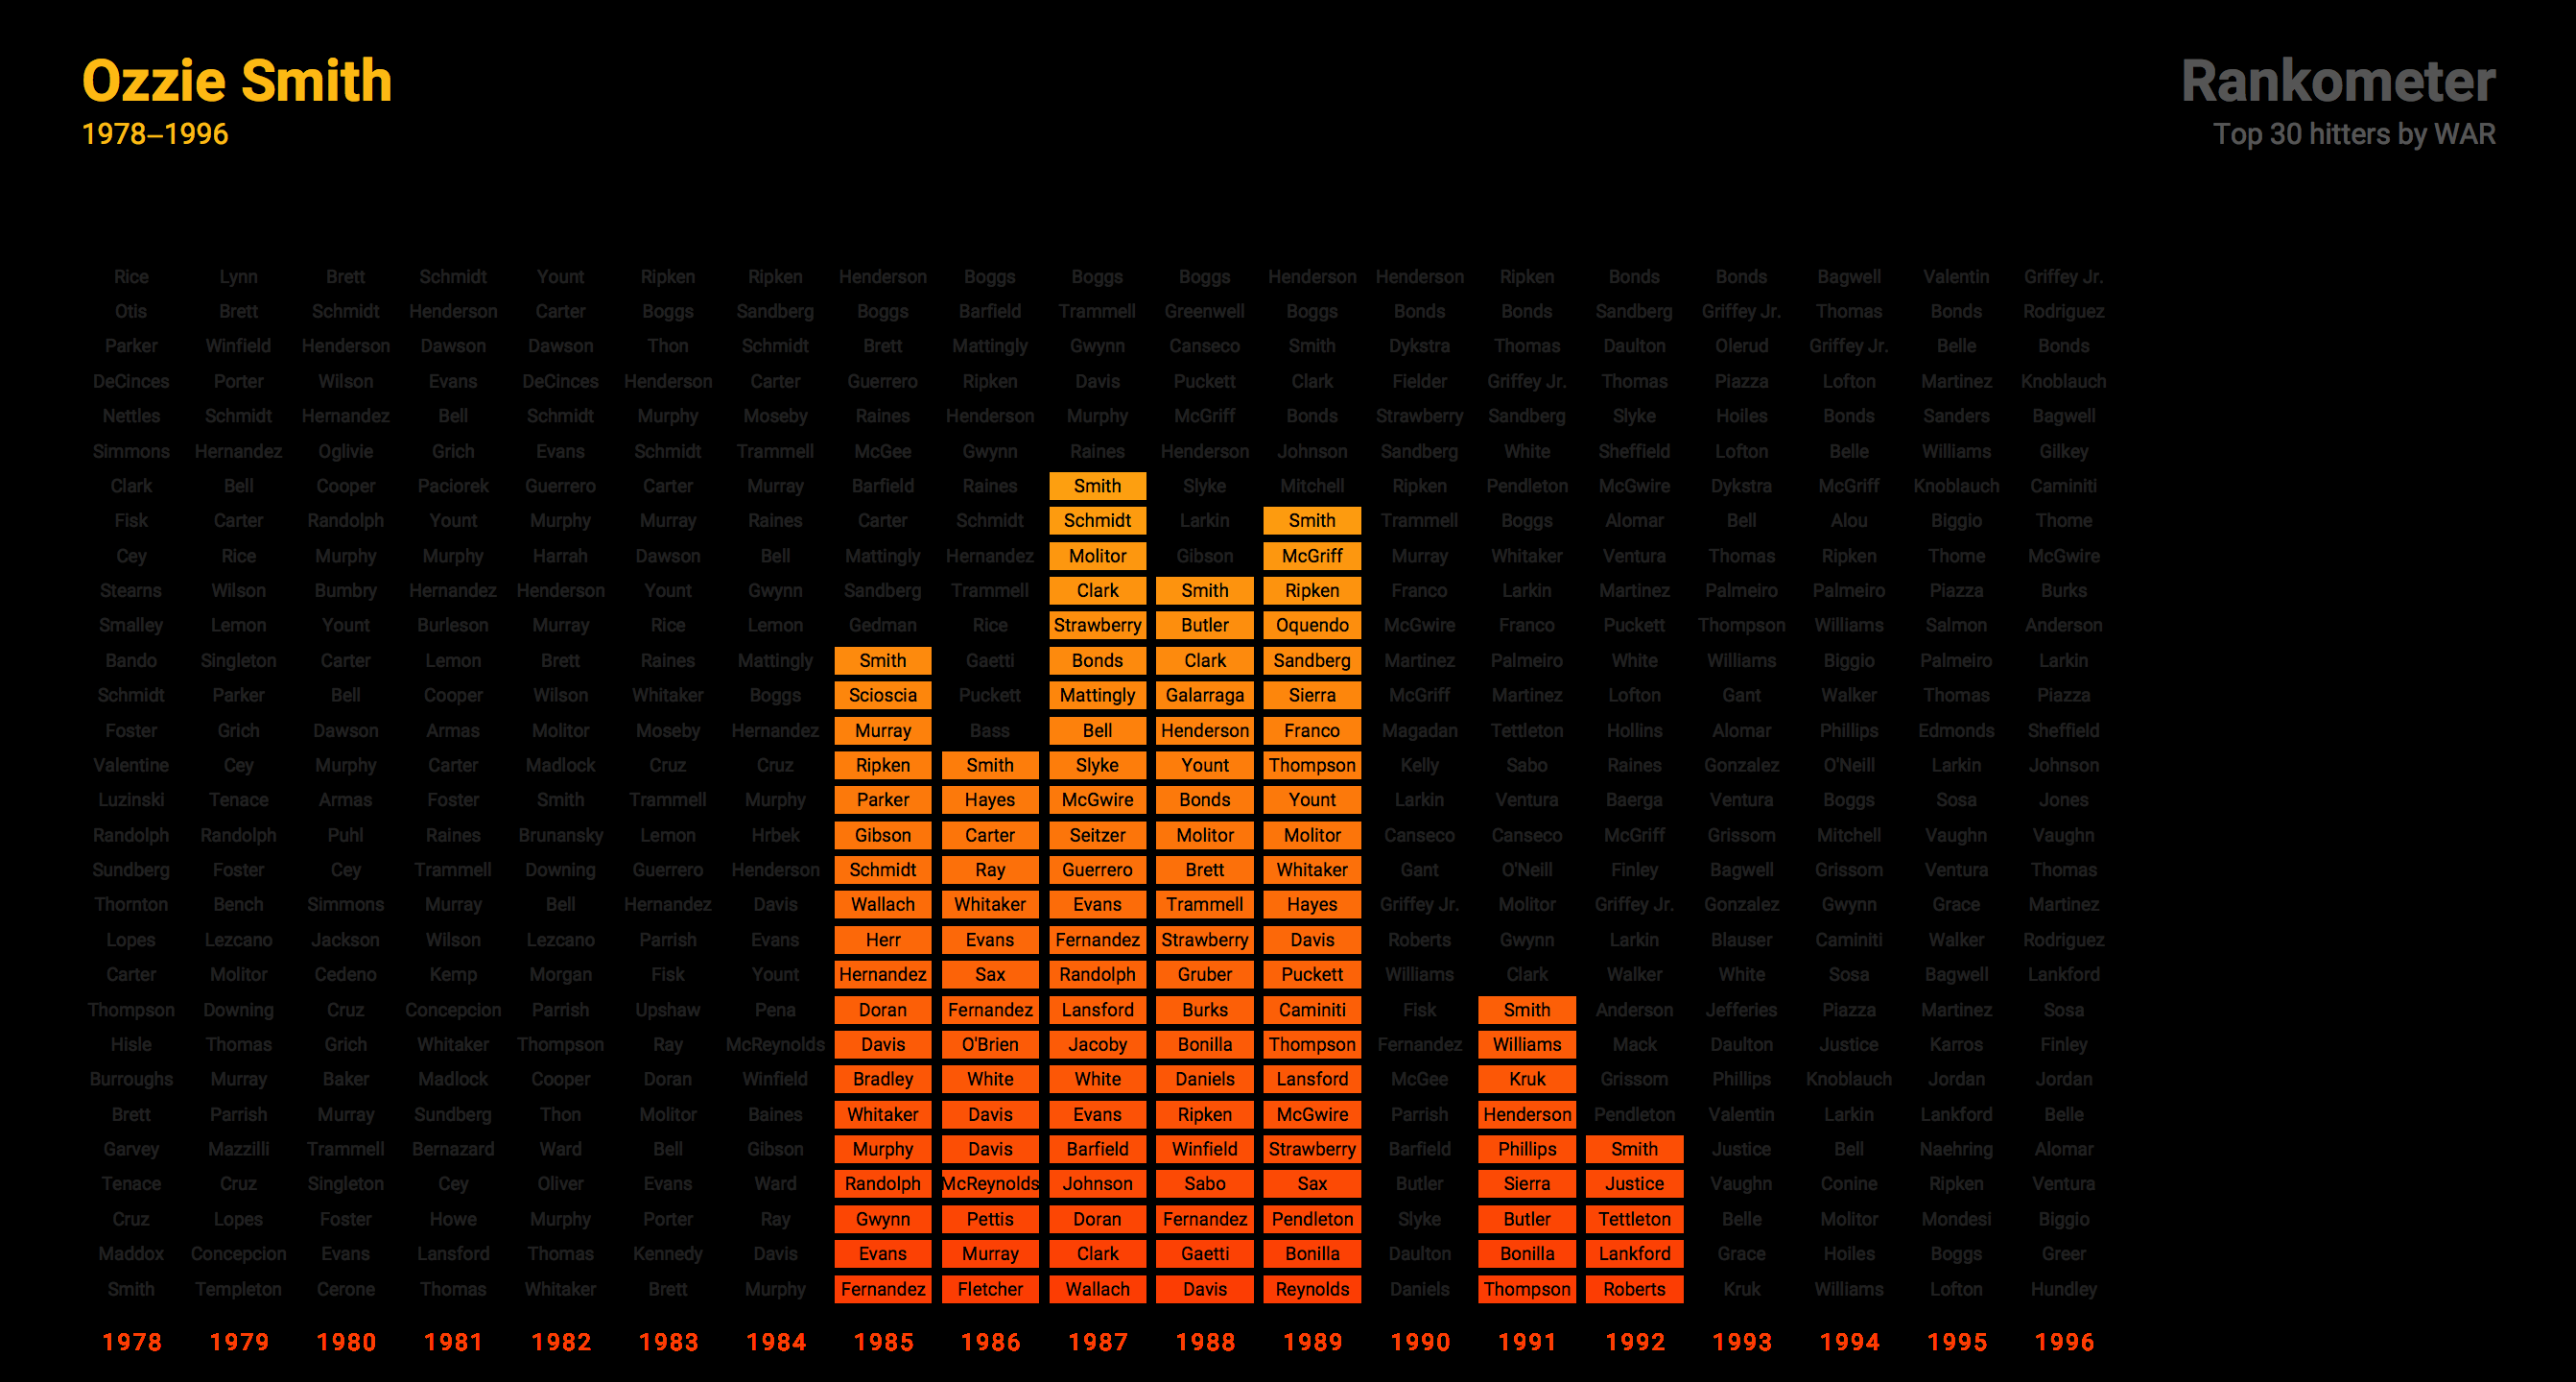 Ozzie Smith
1978–1996
Rankometer
Top 30 hitters by WAR
Rice Lynn Brett Schmidt Yount Ripken Ripken Henderson Boggs Boggs Boggs Henderson Henderson Ripken Bonds Bonds Bagwell Valentin Griffey Jr.
Otis Brett Schmidt Henderson Carter Boggs Sandberg Boggs Barfield Trammell Greenwell Boggs Bonds Bonds Sandberg Griffey Jr. Thomas Bonds Rodriguez
Parker Winfield Henderson Dawson Dawson Thon Schmidt Brett Mattingly Gwynn Canseco Smith Dykstra Thomas Daulton Olerud Griffey Jr. Belle Bonds
DeCinces Porter Wilson Evans DeCinces Henderson Carter Guerrero Ripken Davis Puckett Clark Fielder Griffey Jr. Thomas Piazza Lofton Martinez Knoblauch
Nettles Schmidt Hernandez Bell Schmidt Murphy Moseby Raines Henderson Murphy McGriff Bonds Strawberry Sandberg Slyke Hoiles Bonds Sanders Bagwell
Simmons Hernandez Oglivie Grich Evans Schmidt Trammell McGee Gwynn Raines Henderson Johnson Sandberg White Sheffield Lofton Belle Williams Gilkey
Clark Bell Cooper Paciorek Guerrero Carter Murray Barfield Raines Smith Slyke Mitchell Ripken Pendleton McGwire Dykstra McGriff Knoblauch Caminiti
Fisk Carter Randolph Yount Murphy Murray Raines Carter Schmidt Schmidt Larkin Smith Trammell Boggs Alomar Bell Alou Biggio Thome
Cey Rice Murphy Murphy Harrah Dawson Bell Mattingly Hernandez Molitor Gibson McGriff Murray Whitaker Ventura Thomas Ripken Thome McGwire
Stearns Wilson Bumbry Hernandez Henderson Yount Gwynn Sandberg Trammell Clark Smith Ripken Franco Larkin Martinez Palmeiro Palmeiro Piazza Burks
Smalley Lemon Yount Burleson Murray Rice Lemon Gedman Rice Strawberry Butler Oquendo McGwire Franco Puckett Thompson Williams Salmon Anderson
Bando Singleton Carter Lemon Brett Raines Mattingly Smith Gaetti Bonds Clark Sandberg Martinez Palmeiro White Williams Biggio Palmeiro Larkin
Schmidt Parker Bell Cooper Wilson Whitaker Boggs Scioscia Puckett Mattingly Galarraga Sierra McGriff Martinez Lofton Gant Walker Thomas Piazza
Foster Grich Dawson Armas Molitor Moseby Hernandez Murray Bass Bell Henderson Franco Magadan Tettleton Hollins Alomar Phillips Edmonds Sheffield
Valentine Cey Murphy Carter Madlock Cruz Cruz Ripken Smith Slyke Yount Thompson Kelly Sabo Raines Gonzalez O'Neill Larkin Johnson
Luzinski Tenace Armas Foster Smith Trammell Murphy Parker Hayes McGwire Bonds Yount Larkin Ventura Baerga Ventura Boggs Sosa Jones
Randolph Randolph Puhl Raines Brunansky Lemon Hrbek Gibson Carter Seitzer Molitor Molitor Canseco Canseco McGriff Grissom Mitchell Vaughn Vaughn
Sundberg Foster Cey Trammell Downing Guerrero Henderson Schmidt Ray Guerrero Brett Whitaker Gant O'Neill Finley Bagwell Grissom Ventura Thomas
Thornton Bench Simmons Murray Bell Hernandez Davis Wallach Whitaker Evans Trammell Hayes Griffey Jr. Molitor Griffey Jr. Gonzalez Gwynn Grace Martinez
Lopes Lezcano Jackson Wilson Lezcano Parrish Evans Herr Evans Fernandez Strawberry Davis Roberts Gwynn Larkin Blauser Caminiti Walker Rodriguez
Carter Molitor Cedeno Kemp Morgan Fisk Yount Hernandez Sax Randolph Gruber Puckett Williams Clark Walker White Sosa Bagwell Lankford
Thompson Downing Cruz Concepcion Parrish Upshaw Pena Doran Fernandez Lansford Burks Caminiti Fisk Smith Anderson Jefferies Piazza Martinez Sosa
Hisle Thomas Grich Whitaker Thompson Ray McReynolds Davis O'Brien Jacoby Bonilla Thompson Fernandez Williams Mack Daulton Justice Karros Finley
Burroughs Murray Baker Madlock Cooper Doran Winfield Bradley White White Daniels Lansford McGee Kruk Grissom Phillips Knoblauch Jordan Jordan
Brett Parrish Murray Sundberg Thon Molitor Baines Whitaker Davis Evans Ripken McGwire Parrish Henderson Pendleton Valentin Larkin Lankford Belle
Garvey Mazzilli Trammell Bernazard Ward Bell Gibson Murphy Davis Barfield Winfield Strawberry Barfield Phillips Smith Justice Bell Naehring Alomar
Tenace Cruz Singleton Cey Oliver Evans Ward Randolph McReynolds Johnson Sabo Sax Butler Sierra Justice Vaughn Conine Ripken Ventura
Cruz Lopes Foster Howe Murphy Porter Ray Gwynn Pettis Doran Fernandez Pendleton Slyke Butler Tettleton Belle Molitor Mondesi Biggio
Maddox Concepcion Evans Lansford Thomas Kennedy Davis Evans Murray Clark Gaetti Bonilla Daulton Bonilla Lankford Grace Hoiles Boggs Greer
Smith Templeton Cerone Thomas Whitaker Brett Murphy Fernandez Fletcher Wallach Davis Reynolds Daniels Thompson Roberts Kruk Williams Lofton Hundley
1978 1979 1980 1981 1982 1983 1984 1985 1986 1987 1988 1989 1990 1991 1992 1993 1994 1995 1996